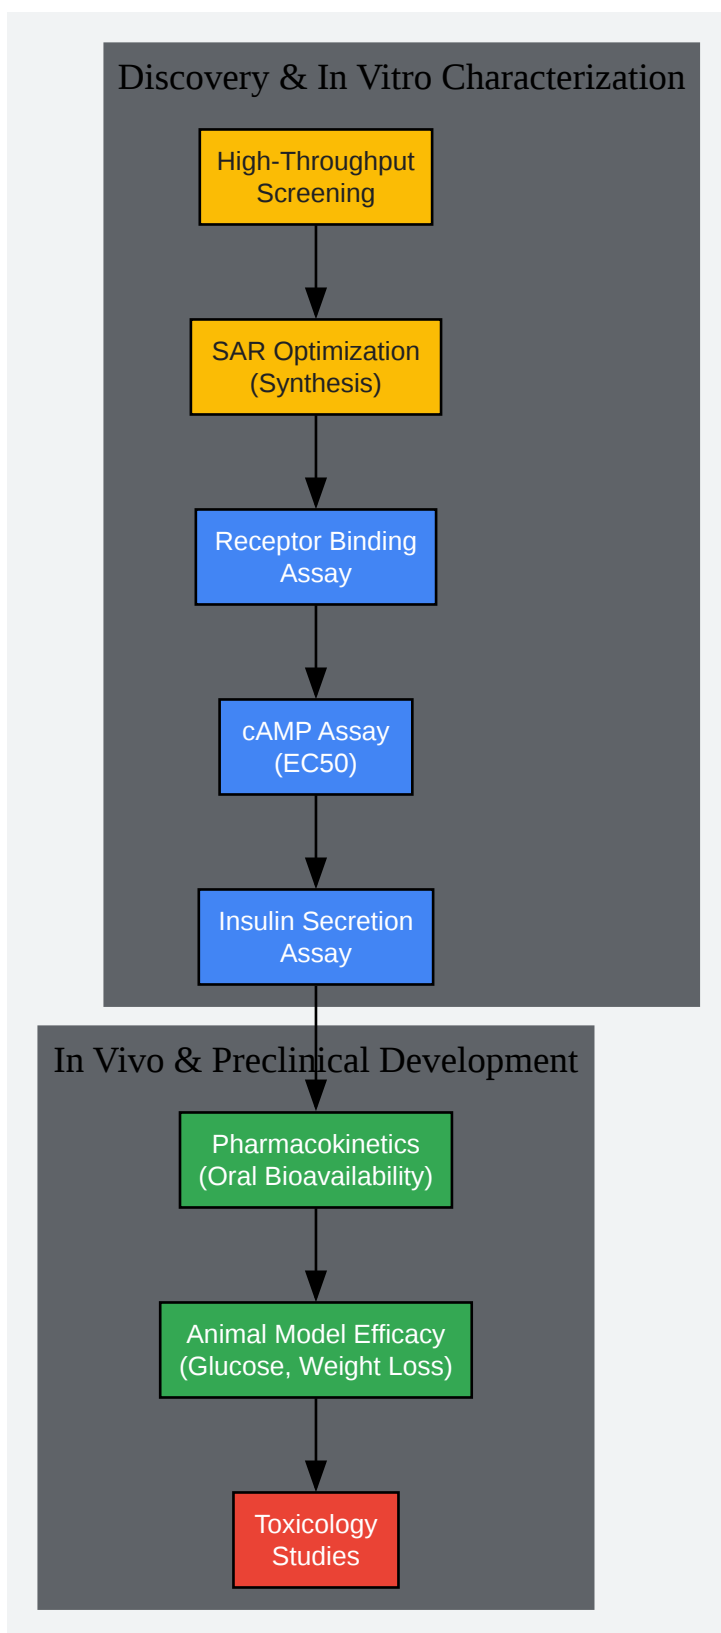 Discovery & In Vitro Characterization
High-Throughput
Screening
SAR Optimization
(Synthesis)
Receptor Binding
Assay
cAMP Assay
(EC50)
Insulin Secretion
Assay
In Vivo & Preclinical Development
Pharmacokinetics
(Oral Bioavailability)
Animal Model Efficacy
(Glucose, Weight Loss)
Toxicology
Studies